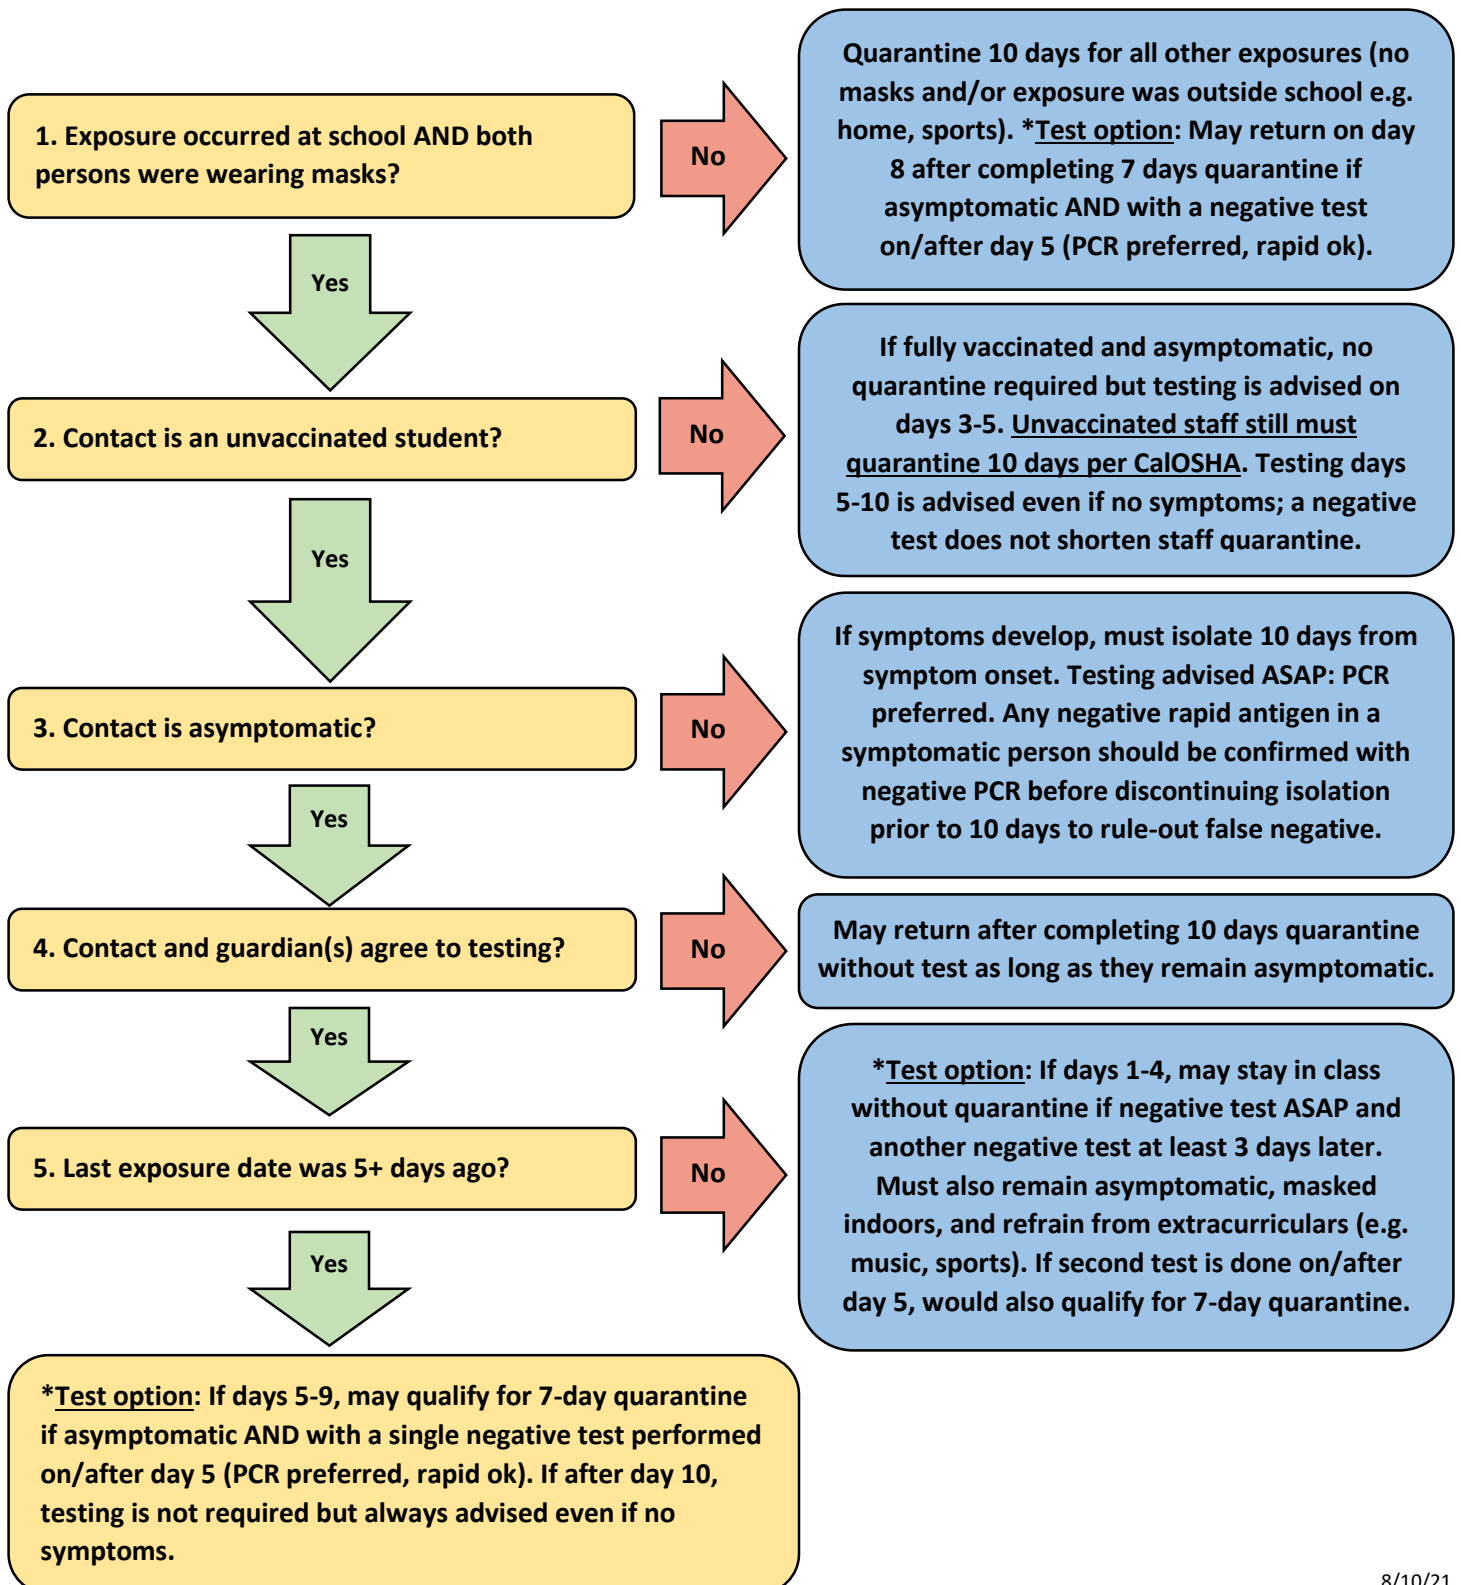 1. Exposure occurred at school AND both
persons were wearing masks?
No
Quarantine 10 days for all other exposures (no
masks and/or exposure was outside school e.g.
home, sports). *Test option: May return on day
8 after completing 7 days quarantine if
asymptomatic AND with a negative test
on/after day 5 (PCR preferred, rapid ok).
Yes
2. Contact is an unvaccinated student?
No
If fully vaccinated and asymptomatic, no
quarantine required but testing is advised on
days 3-5. Unvaccinated staff still must
quarantine 10 days per CalOSHA. Testing days
5-10 is advised even if no symptoms; a negative
test does not shorten staff quarantine.
Yes
3. Contact is asymptomatic?
No
If symptoms develop, must isolate 10 days from
symptom onset. Testing advised ASAP: PCR
preferred. Any negative rapid antigen in a
symptomatic person should be confirmed with
negative PCR before discontinuing isolation
prior to 10 days to rule-out false negative.
Yes
4. Contact and guardian(s) agree to testing?
No
May return after completing 10 days quarantine
without test as long as they remain asymptomatic.
Yes
5. Last exposure date was 5+ days ago?
No
*Test option: If days 1-4, may stay in class
without quarantine if negative test ASAP and
another negative test at least 3 days later.
Must also remain asymptomatic, masked
indoors, and refrain from extracurriculars (e.g.
music, sports). If second test is done on/after
day 5, would also qualify for 7-day quarantine.
Yes
*Test option: If days 5-9, may qualify for 7-day quarantine
if asymptomatic AND with a single negative test performed
on/after day 5 (PCR preferred, rapid ok). If after day 10,
testing is not required but always advised even if no
symptoms.
8/10/21